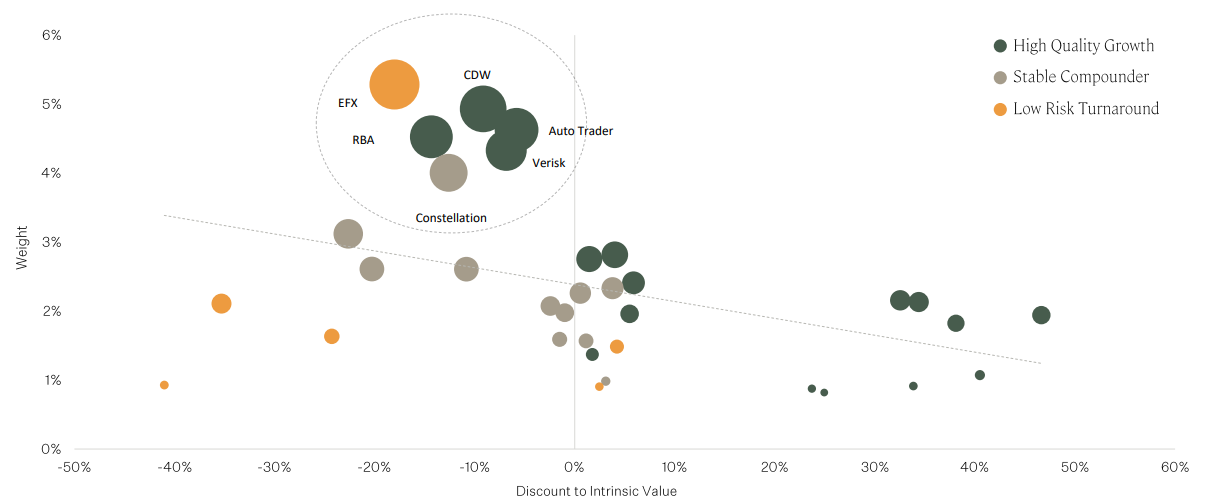 6%
5%
4%
3%
2%
1%
0%
Weight
EFX
CDW
RBA
Auto Trader
Verisk
Constellation
High Quality Growth
Stable Compounder
Low Risk Turnaround
-50% -40% -30% -20% -10% 0% 10% 20% 30% 40% 50% 60%
Discount to Intrinsic Value